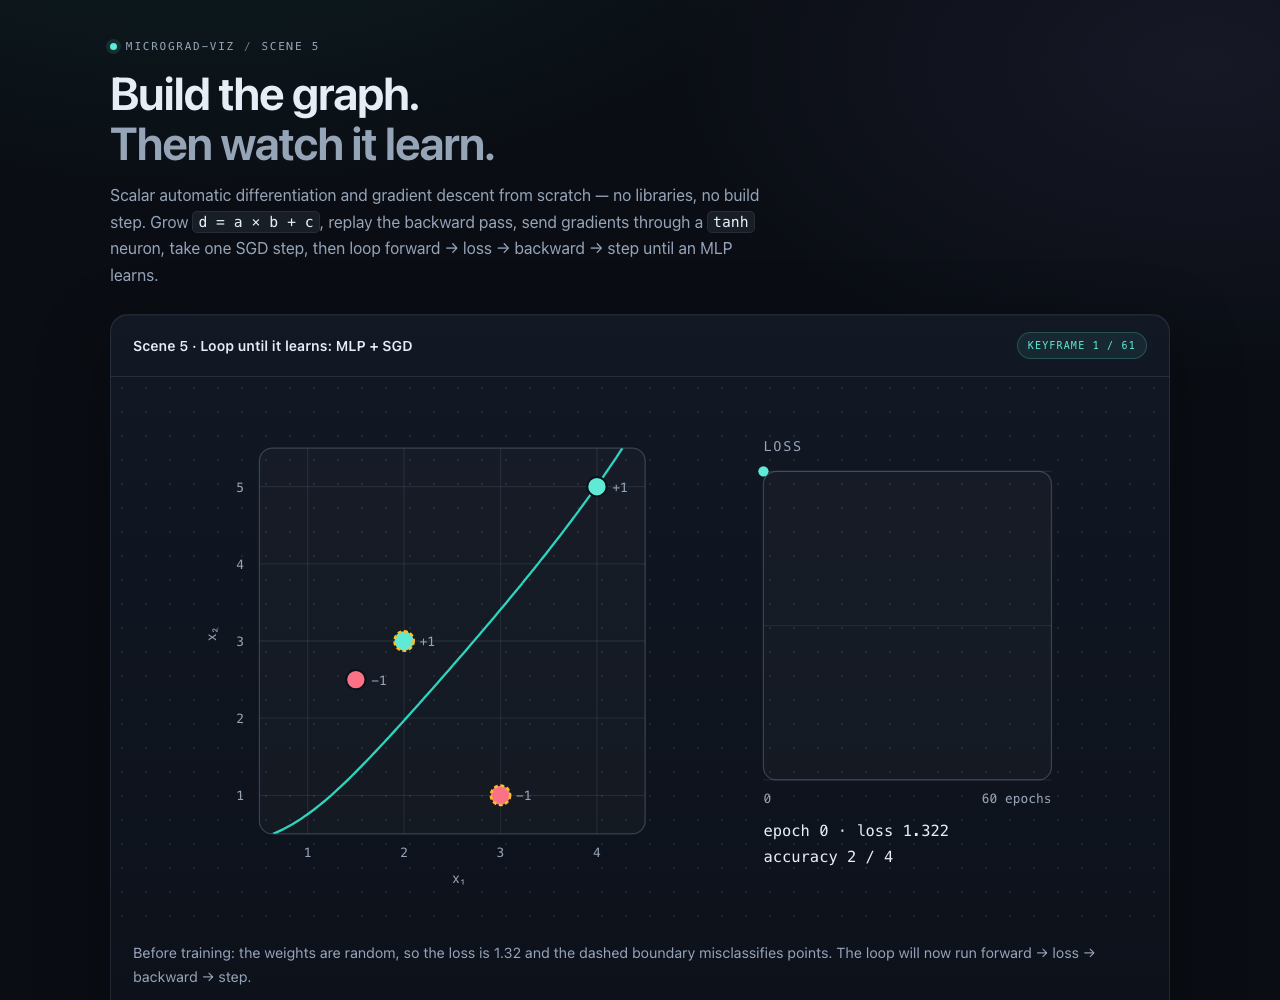 MICROGRAD-VIZ / SCENE 5
Build the graph.
Then watch it learn.
Scalar automatic differentiation and gradient descent from scratch — no libraries, no build
step. Grow d = a × b + c, replay the backward pass, send gradients through a tanh
neuron, take one SGD step, then loop forward → loss → backward → step until an MLP
learns.
Scene 5 · Loop until it learns: MLP + SGD
KEYFRAME 1 / 61
5
4
3
2
1
x₂
+1
+1
−1
−1
1
2
3
4
x₁
LOSS
0
60 epochs
epoch 0 · loss 1.322
accuracy 2 / 4
Before training: the weights are random, so the loss is 1.32 and the dashed boundary misclassifies points. The loop will now run forward → loss →
backward → step.